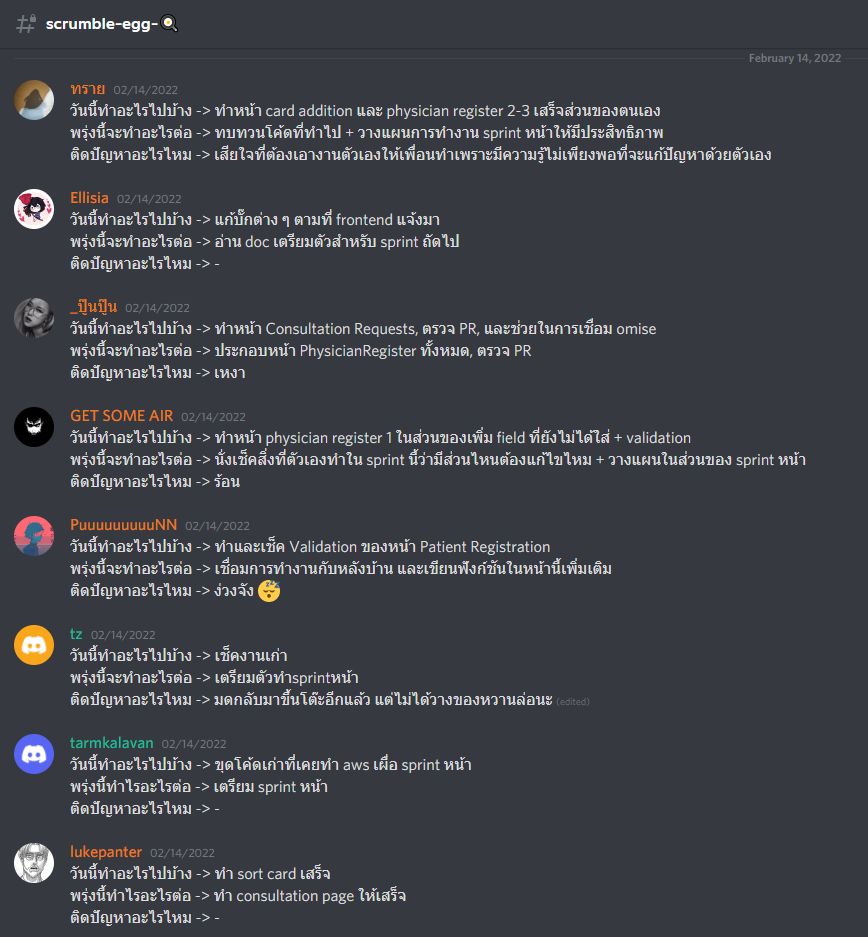 scrumble-egg-🍳
February 14, 2022
ทราย 02/14/2022
วันนี้ทำอะไรไปบ้าง -> ทำหน้า card addition และ physician register 2-3 เสร็จส่วนของตนเอง
พรุ่งนี้จะทำอะไรต่อ -> ทบทวนโค้ดที่ทำไป + วางแผนการทำงาน sprint หน้าให้มีประสิทธิภาพ
ติดปัญหาอะไรไหม -> เสียใจที่ต้องเอางานตัวเองให้เพื่อนทำเพราะมีความรู้ไม่เพียงพอที่จะแก้ปัญหาด้วยตัวเอง
Ellisia 02/14/2022
วันนี้ทำอะไรไปบ้าง -> แก้บั๊กต่าง ๆ ตามที่ frontend แจ้งมา
พรุ่งนี้จะทำอะไรต่อ -> อ่าน doc เตรียมตัวสำหรับ sprint ถัดไป
ติดปัญหาอะไรไหม -> -
_ปู๊นปู๊น 02/14/2022
วันนี้ทำอะไรไปบ้าง -> ทำหน้า Consultation Requests, ตรวจ PR, และช่วยในการเชื่อม omise
พรุ่งนี้จะทำอะไรต่อ -> ประกอบหน้า PhysicianRegister ทั้งหมด, ตรวจ PR
ติดปัญหาอะไรไหม -> เหงา
GET SOME AIR 02/14/2022
วันนี้ทำอะไรไปบ้าง -> ทำหน้า physician register 1 ในส่วนของเพิ่ม field ที่ยังไม่ได้ใส่ + validation
พรุ่งนี้จะทำอะไรต่อ -> นั่งเช็คสิ่งที่ตัวเองทำใน sprint นี้ว่ามีส่วนไหนต้องแก้ไขไหม + วางแผนในส่วนของ sprint หน้า
ติดปัญหาอะไรไหม -> ร้อน
PuuuuuuuuuNN 02/14/2022
วันนี้ทำอะไรไปบ้าง -> ทำและเช็ค Validation ของหน้า Patient Registration
พรุ่งนี้จะทำอะไรต่อ -> เชื่อมการทำงานกับหลังบ้าน และเขียนฟังก์ชันในหน้านี้เพิ่มเติม
ติดปัญหาอะไรไหม -> ง่วงจัง 😴
tz 02/14/2022
วันนี้ทำอะไรไปบ้าง -> เช็คงานเก่า
พรุ่งนี้จะทำอะไรต่อ -> เตรียมตัวทำsprintหน้า
ติดปัญหาอะไรไหม -> มดกลับมาขึ้นโต๊ะอีกแล้ว แต่ไม่ได้วางของหวานล่อนะ (edited)
tarmkalavan 02/14/2022
วันนี้ทำอะไรไปบ้าง -> ขุดโค้ดเก่าที่เคยทำ aws เผื่อ sprint หน้า
พรุ่งนี้ทำไรอะไรต่อ -> เตรียม sprint หน้า
ติดปัญหาอะไรไหม -> -
lukepanter 02/14/2022
วันนี้ทำอะไรไปบ้าง -> ทำ sort card เสร็จ
พรุ่งนี้ทำไรอะไรต่อ -> ทำ consultation page ให้เสร็จ
ติดปัญหาอะไรไหม -> -